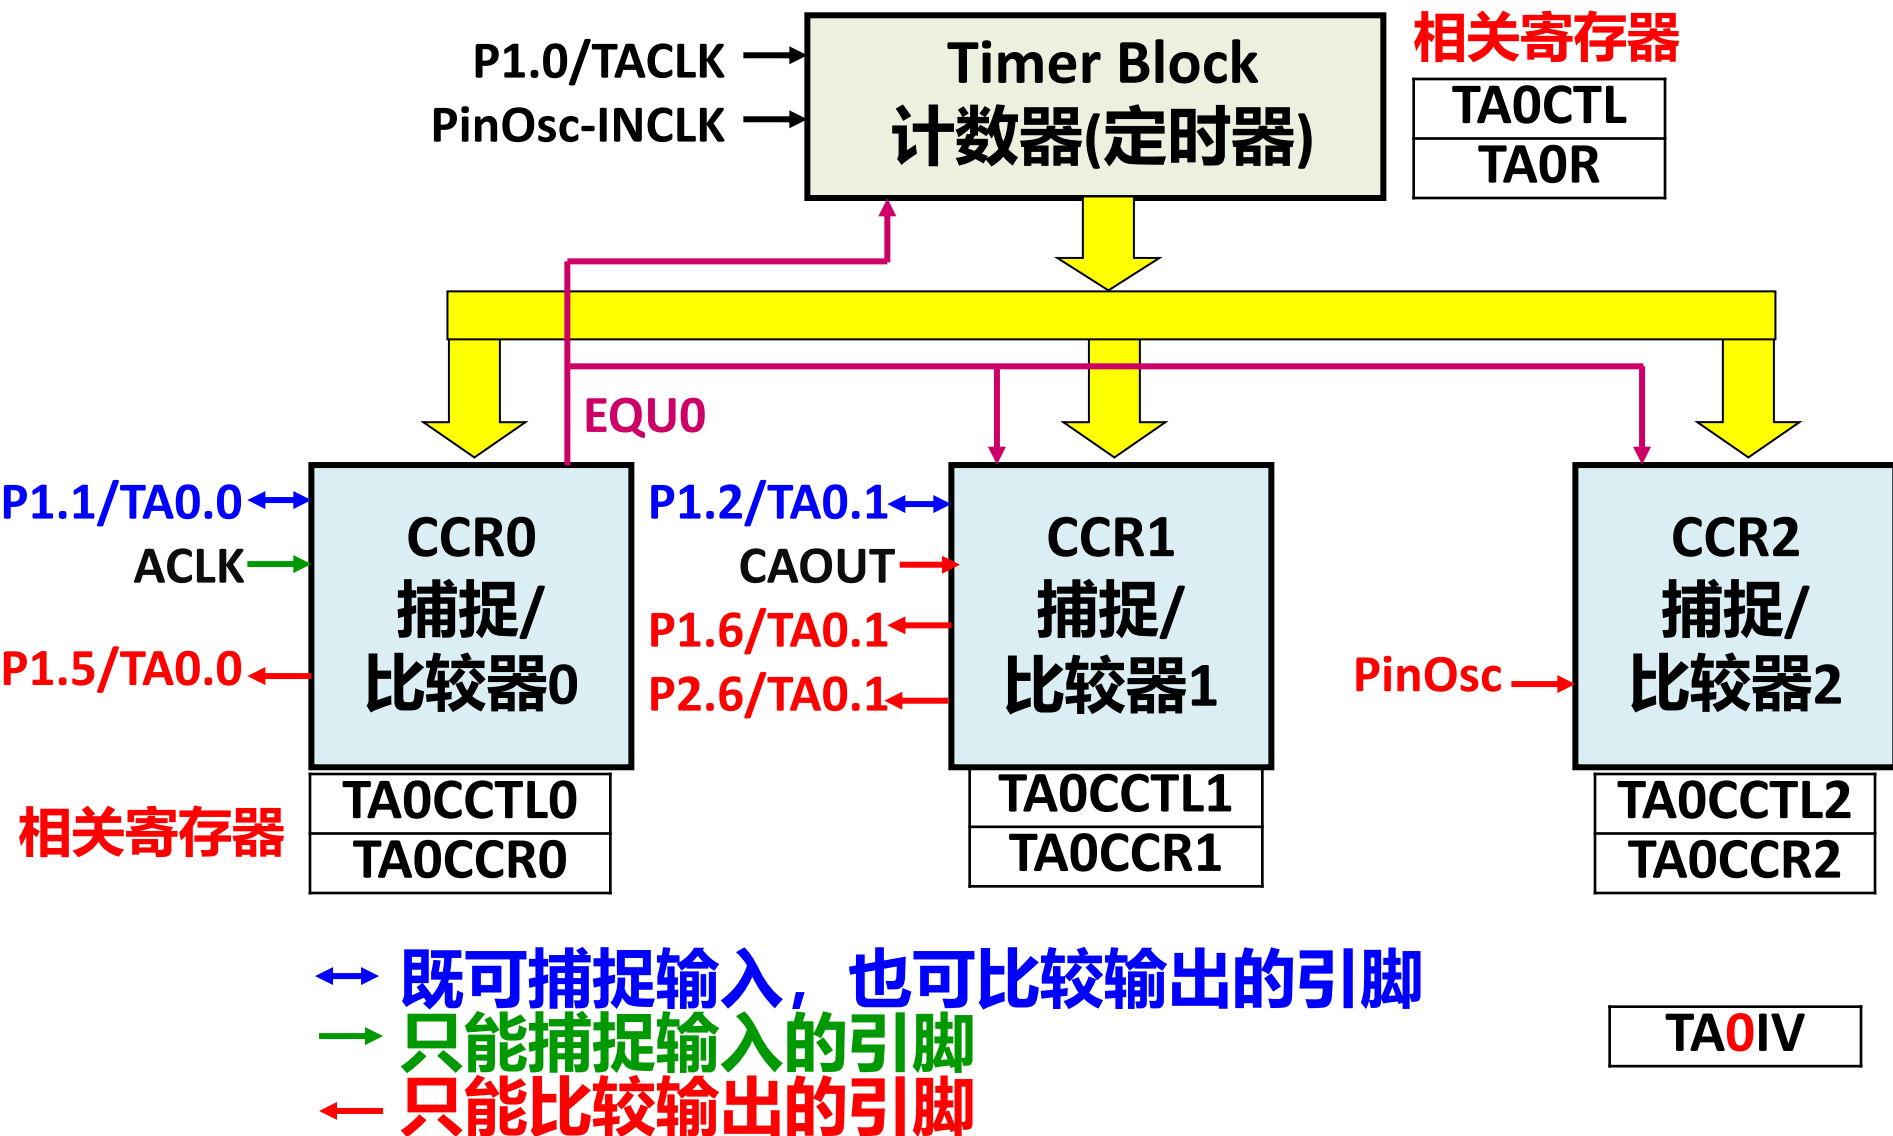 P1.0/TACLK
PinOsc-INCLK
Timer Block
计数器(定时器)
相关寄存器
TA0CTL
TA0R
EQU0
P1.1/TA0.0
ACLK
P1.5/TA0.0
CCR0
捕捉/
比较器0
P1.2/TA0.1
CAOUT
P1.6/TA0.1
P2.6/TA0.1
CCR1
捕捉/
比较器1
PinOsc
CCR2
捕捉/
比较器2
相关寄存器
TA0CCTL0
TA0CCR0
TA0CCTL1
TA0CCR1
TA0CCTL2
TA0CCR2
既可捕捉输入，也可比较输出的引脚
只能捕捉输入的引脚
只能比较输出的引脚
TA0IV